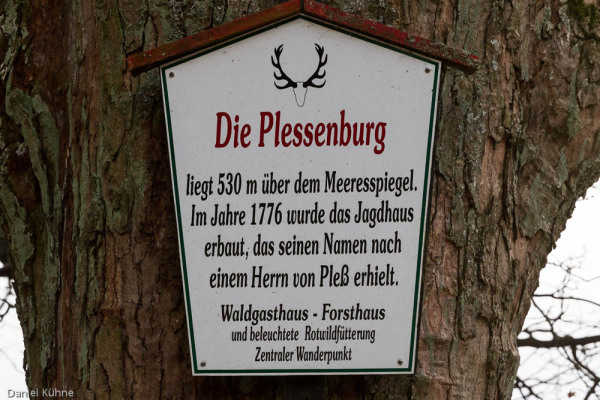 Die Plessenburg
liegt 530 m über dem Meeresspiegel.
Im Jahre 1776 wurde das Jagdhaus
erbaut, das seinen Namen nach
einem Herrn von Pleß erhielt.
Waldgasthaus - Forsthaus
und beleuchtete Rotwildfütterung
Zentraler Wanderpunkt
Daniel Kühne